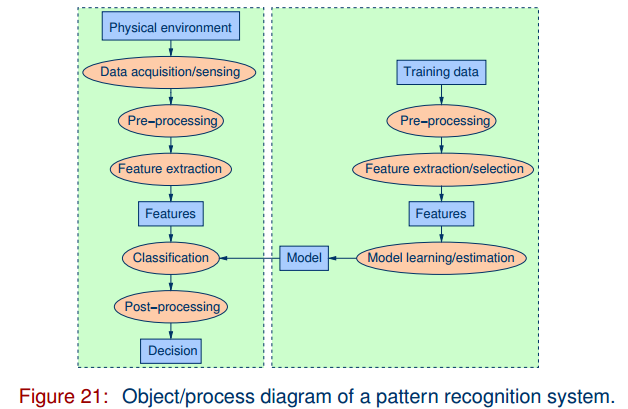 Physical environment
Data acquisition/sensing
Pre−processing
Feature extraction
Features
Classification
Post−processing
Decision
Training data
Pre−processing
Feature extraction/selection
Features
Model learning/estimation
Model
Figure 21: Object/process diagram of a pattern recognition system.